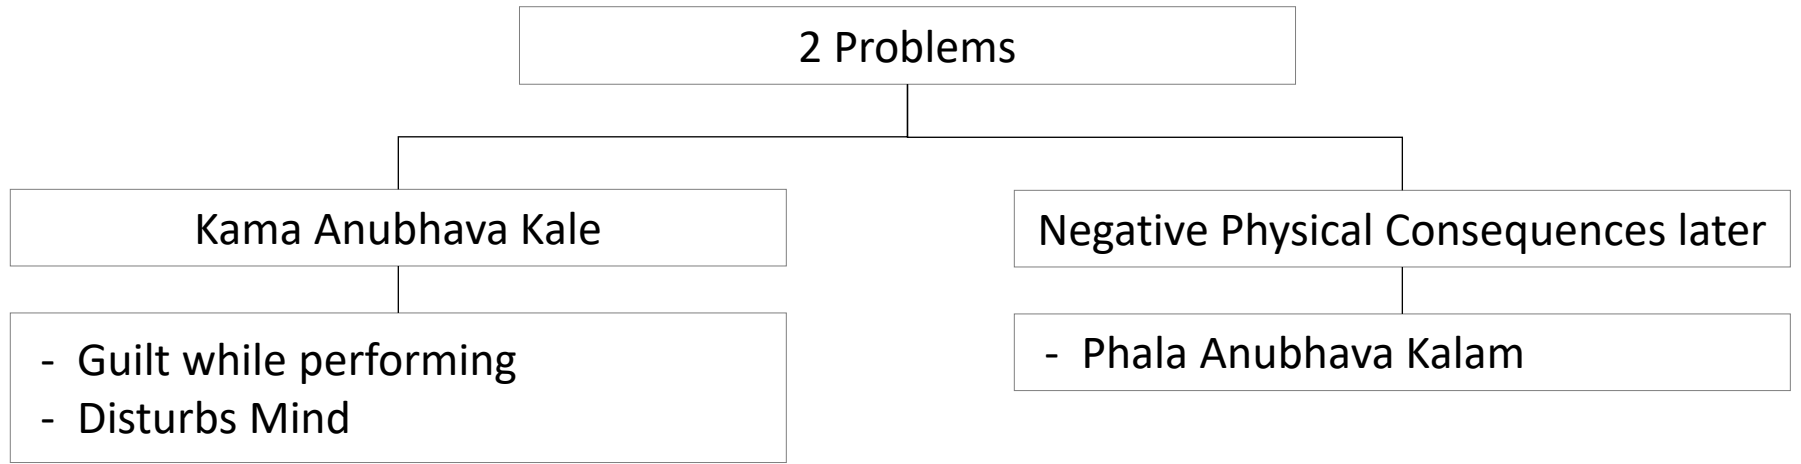 2 Problems
Kama Anubhava Kale
- Guilt while performing
- Disturbs Mind
Negative Physical Consequences later
- Phala Anubhava Kalam